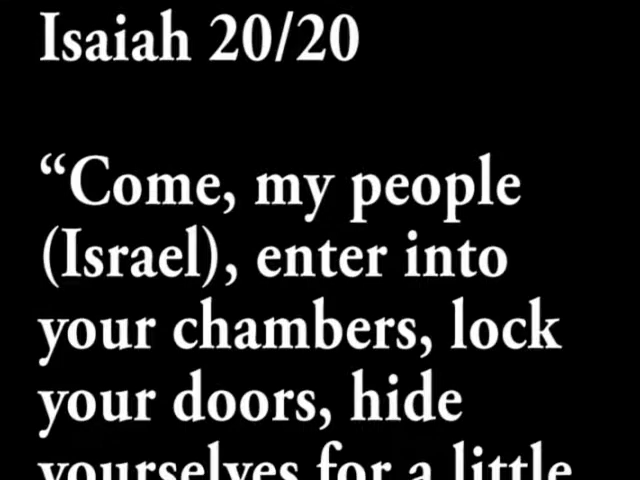 Isaiah 20/20
“Come, my people
(Israel), enter into
your chambers, lock
your doors, hide
yourselves for a little